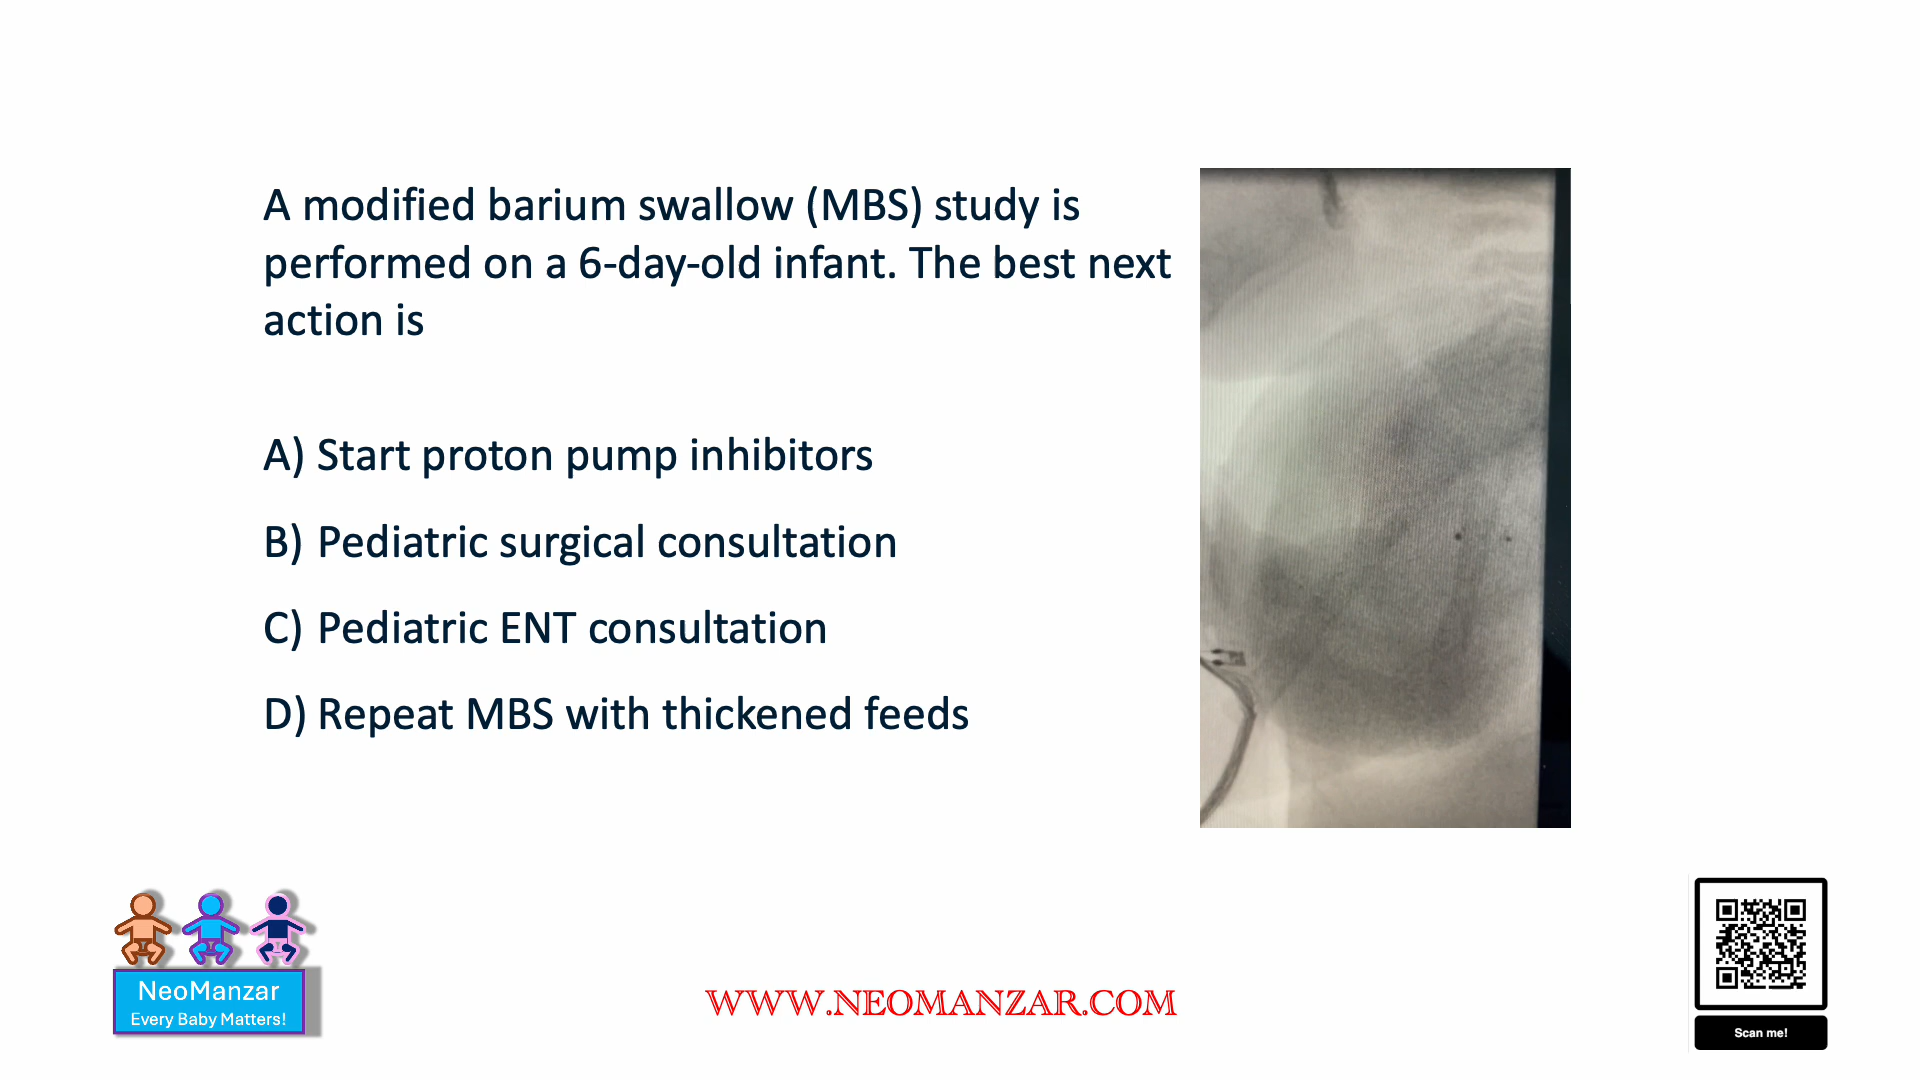 A modified barium swallow (MBS) study is
performed on a 6-day-old infant. The best next
action is
A) Start proton pump inhibitors
B) Pediatric surgical consultation
C) Pediatric ENT consultation
D) Repeat MBS with thickened feeds
NeoManzar
Every Baby Matters!
WWW.NEOMANZAR.COM
Scan me!